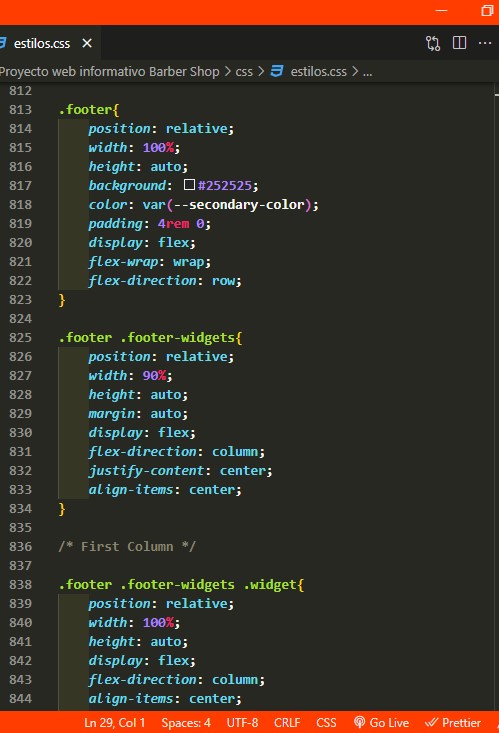 estilos.css
Proyecto web informativo Barber Shop > css > estilos.css > ...
812
813 .footer{
814 position: relative;
815 width: 100%;
816 height: auto;
817 background: #252525;
818 color: var(--secondary-color);
819 padding: 4rem 0;
820 display: flex;
821 flex-wrap: wrap;
822 flex-direction: row;
823 }
824
825 .footer .footer-widgets{
826 position: relative;
827 width: 90%;
828 height: auto;
829 margin: auto;
830 display: flex;
831 flex-direction: column;
832 justify-content: center;
833 align-items: center;
834 }
835
836 /* First Column */
837
838 .footer .footer-widgets .widget{
839 position: relative;
840 width: 100%;
841 height: auto;
842 display: flex;
843 flex-direction: column;
844 align-items: center;
Ln 29, Col 1 Spaces: 4 UTF-8 CRLF CSS Go Live Prettier